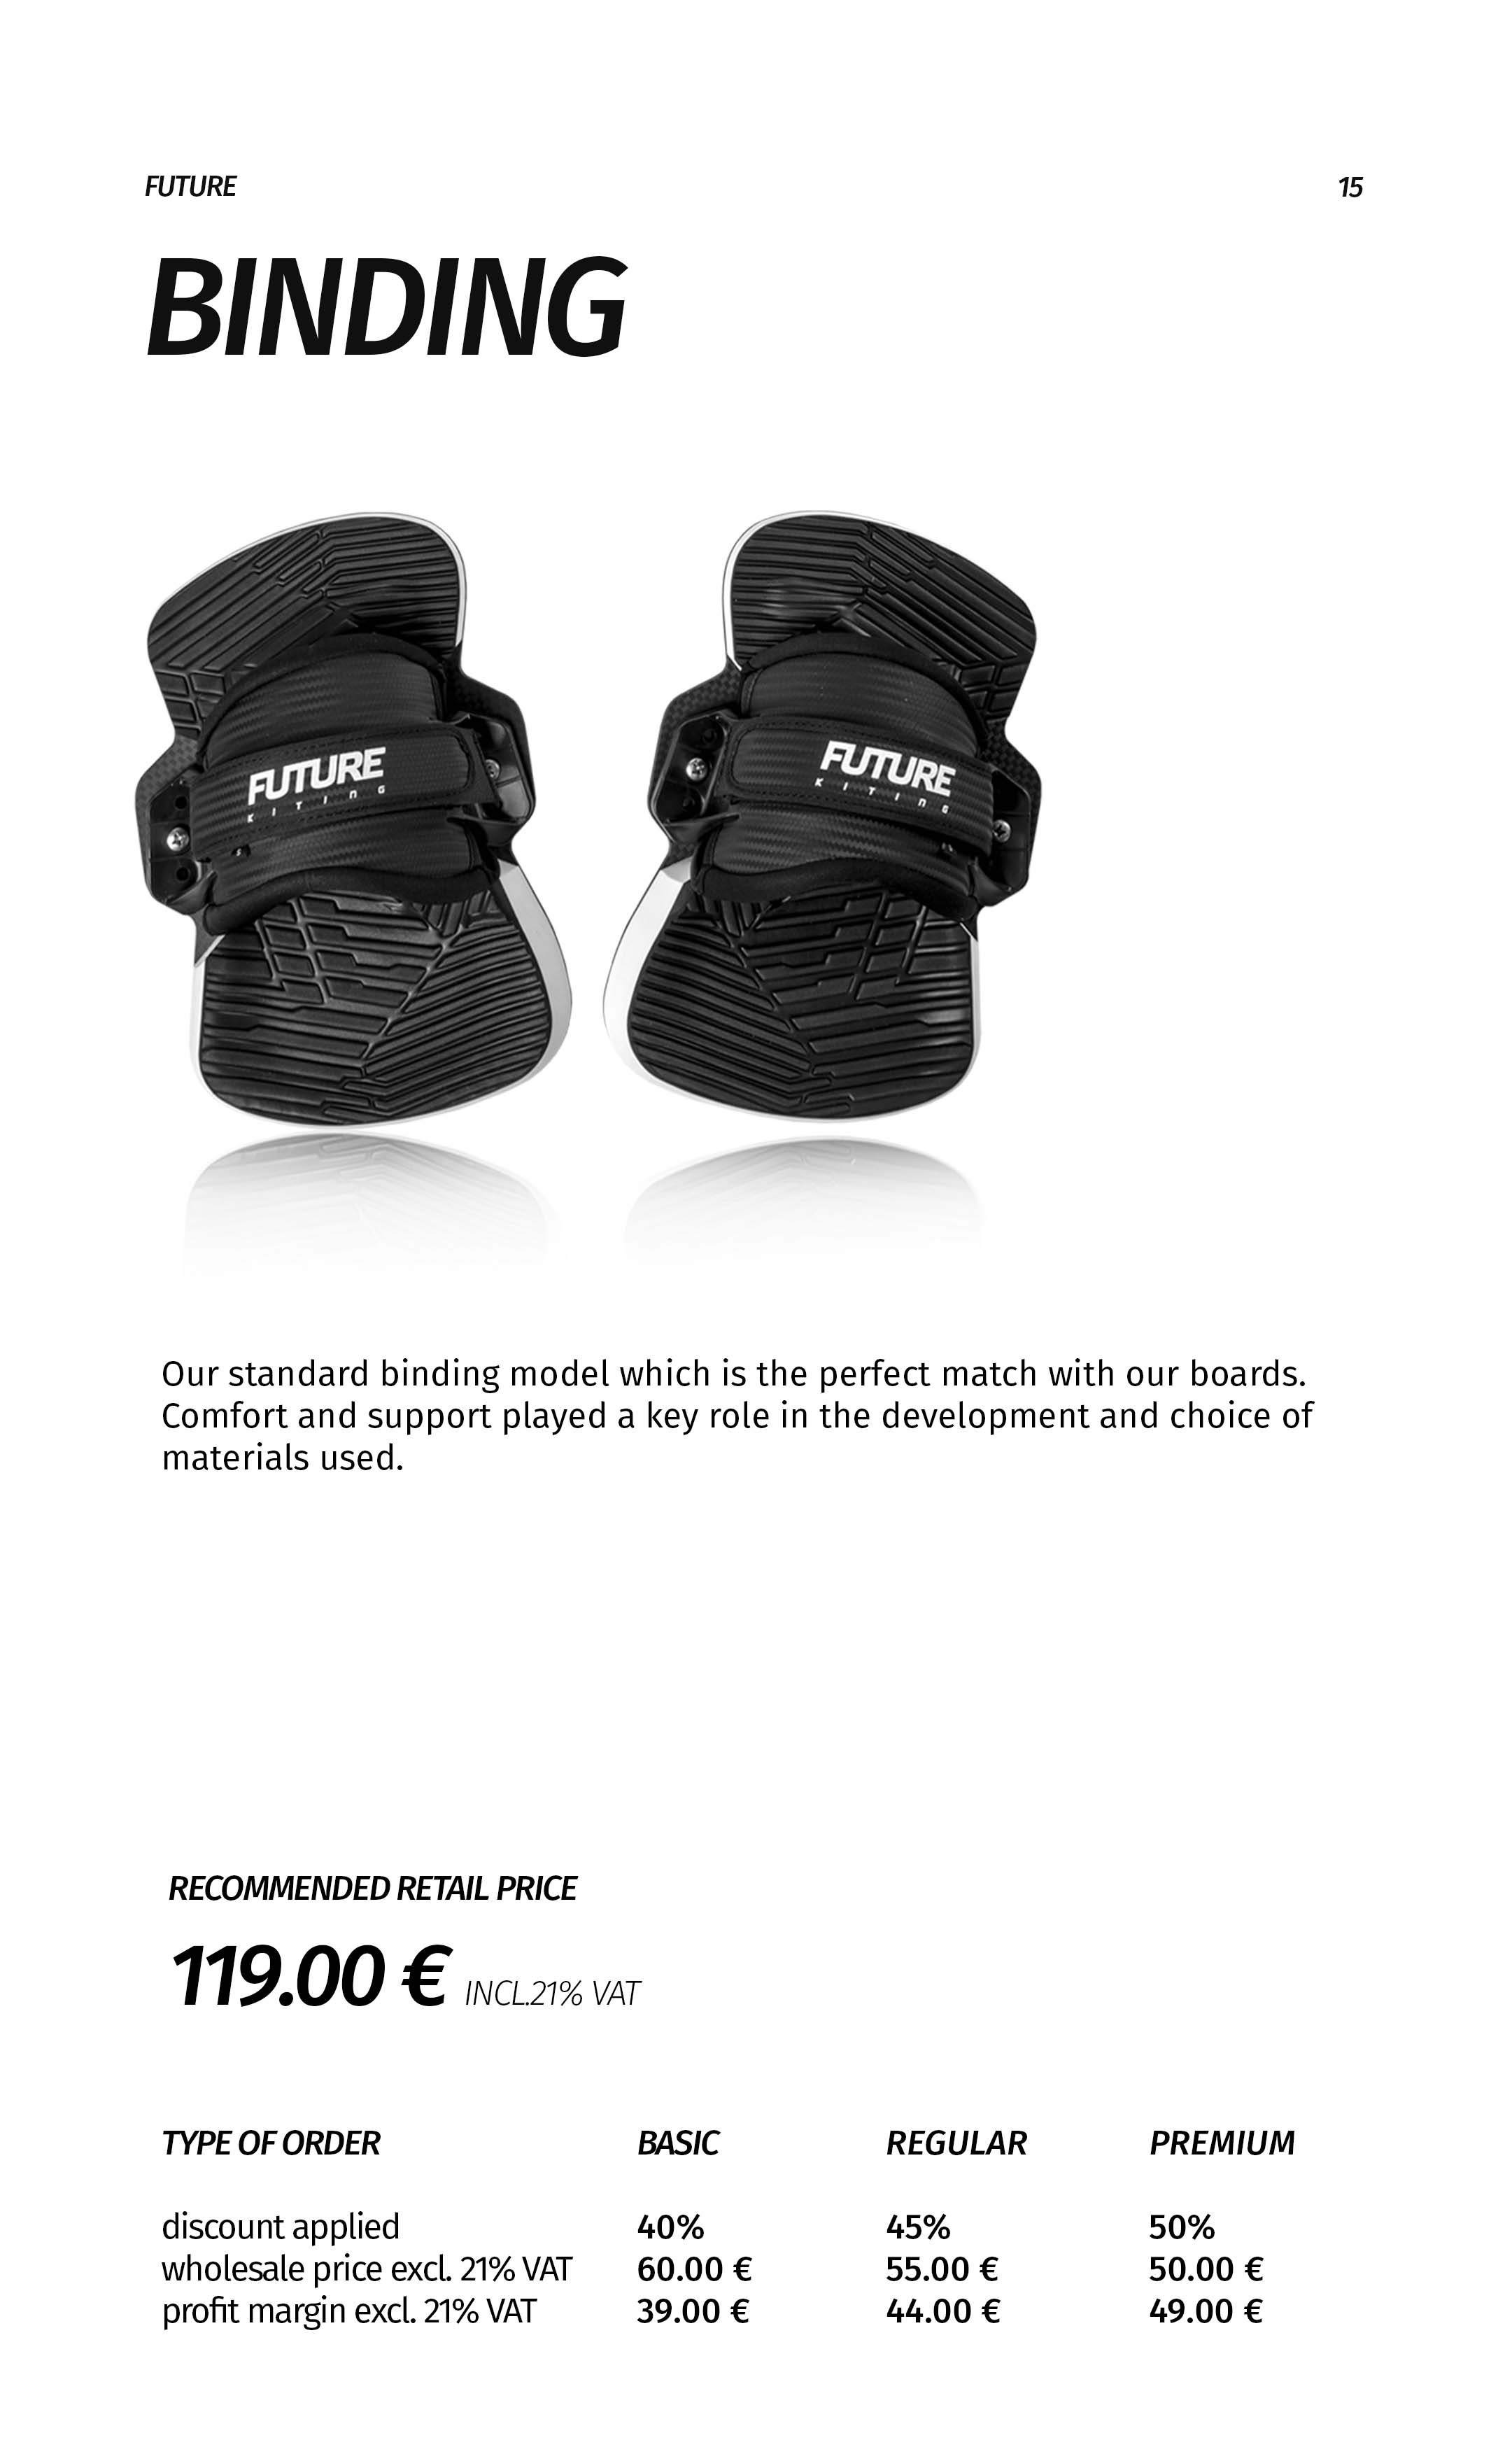 FUTURE 15
BINDING
FUTURE
KITING
FUTURE
KITING
Our standard binding model which is the perfect match with our boards.
Comfort and support played a key role in the development and choice of
materials used.
RECOMMENDED RETAIL PRICE
119.00 € INCL.21% VAT
TYPE OF ORDER BASIC REGULAR PREMIUM
discount applied 40% 45% 50%
wholesale price excl. 21% VAT 60.00 € 55.00 € 50.00 €
profit margin excl. 21% VAT 39.00 € 44.00 € 49.00 €